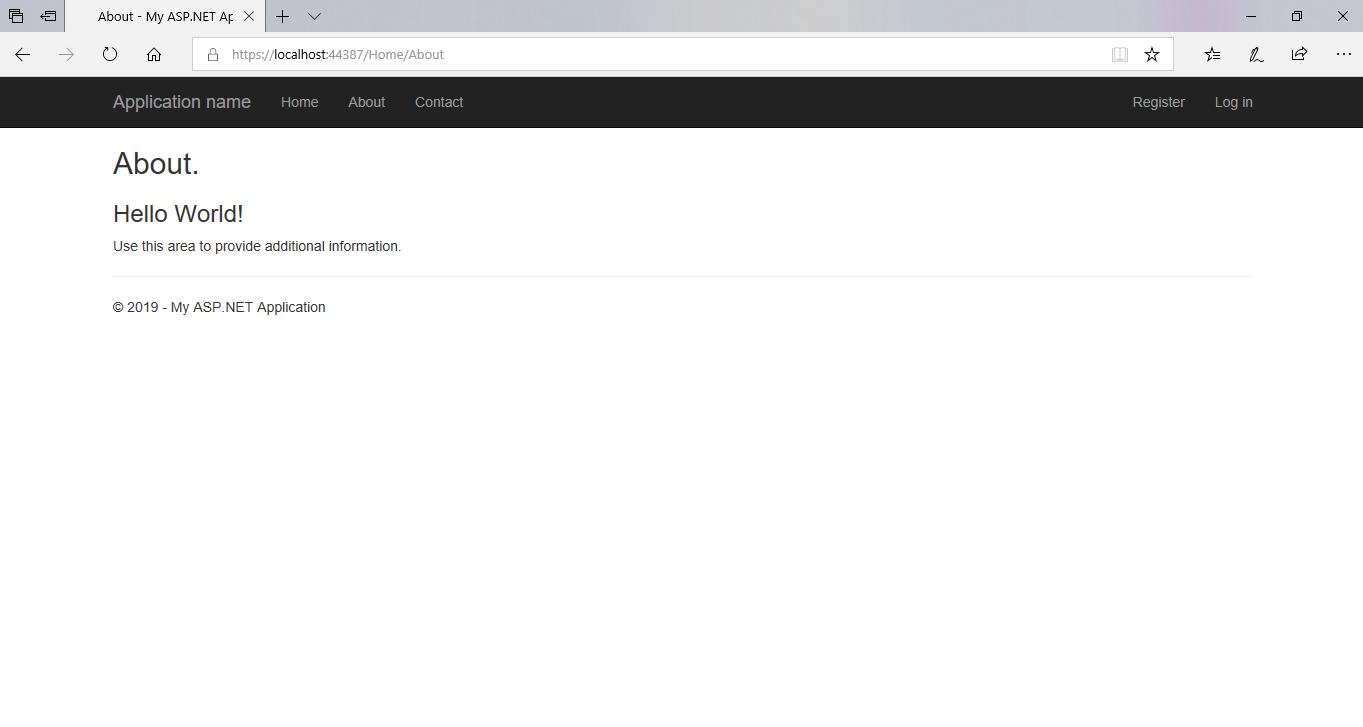 About - My ASP.NET Ap
https://localhost:44387/Home/About
Application name Home About Contact Register Log in
About.
Hello World!
Use this area to provide additional information.
© 2019 - My ASP.NET Application